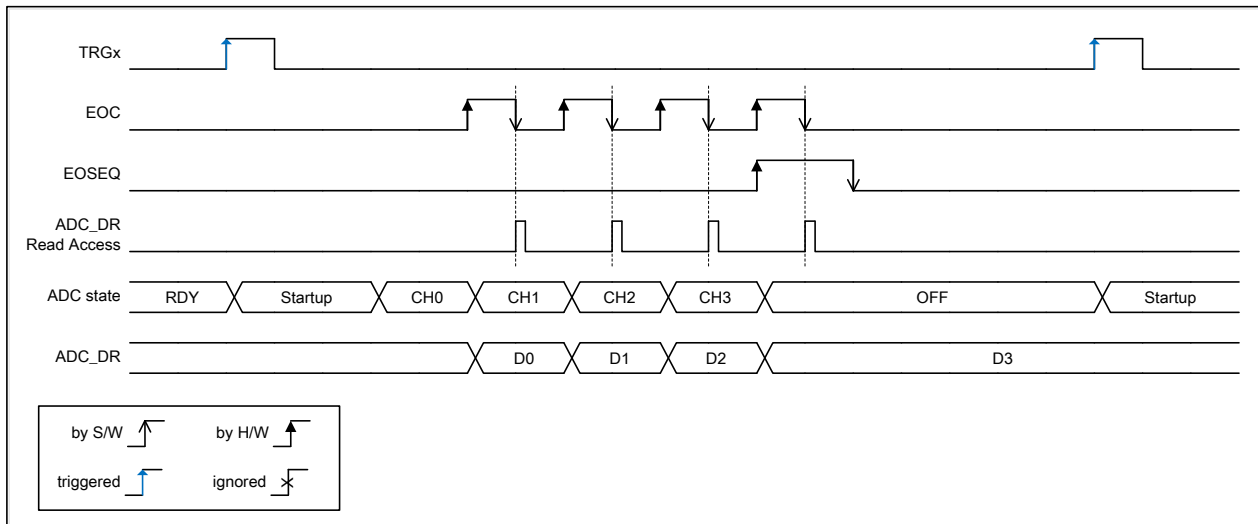 TRGx
EOC
EOSEQ
ADC_DR
Read Access
ADC state RDY Startup CH0 CH1 CH2 CH3 OFF Startup
ADC_DR D0 D1 D2 D3
by S/W by H/W
triggered ignored